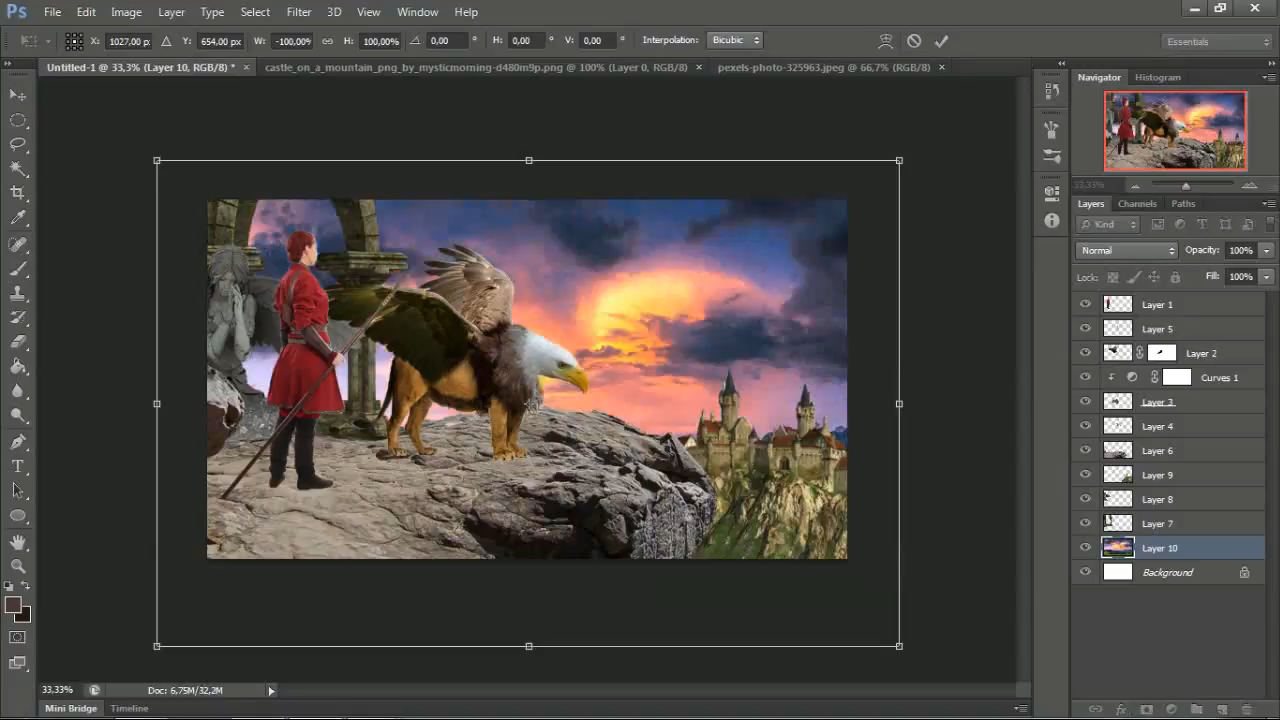 Ps File Edit Image Layer Type Select Filter 3D View Window Help
X: 1027,00 px Y: 654,00 px W: -100,00% H: 100,00% 0,00 ° H: 0,00 ° V: 0,00 ° Interpolation: Bicubic Essentials
Untitled-1 @ 33,3% (Layer 10, RGB/8) * × castle_on_a_mountain_png_by_mysticmorning-d480m9p.png @ 100% (Layer 0, RGB/8) × pexels-photo-325963.jpeg @ 66,7% (RGB/8) ×
Navigator Histogram
33,33%
Layers Channels Paths
Kind
Normal Opacity: 100%
Lock: Fill: 100%
Layer 1
Layer 5
Layer 2
Curves 1
Layer 3
Layer 4
Layer 6
Layer 9
Layer 8
Layer 7
Layer 10
Background
33,33% Doc: 6,75M/32,2M
Mini Bridge Timeline